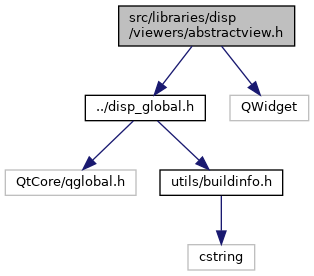 src/libraries/disp
/viewers/abstractview.h
../disp_global.h
QWidget
QtCore/qglobal.h
utils/buildinfo.h
cstring